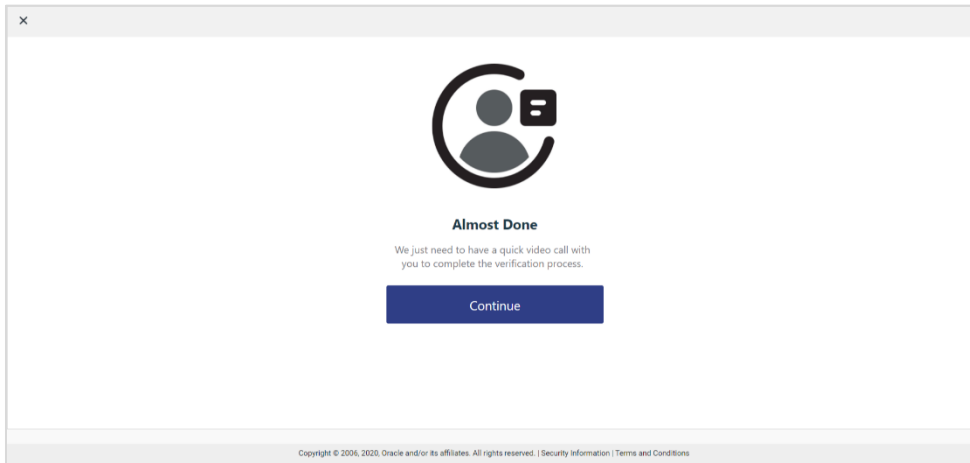 Almost Done
We just need to have a quick video call with
you to complete the verification process.
Continue
Copyright © 2006, 2020, Oracle and/or its affiliates. All rights reserved. | Security Information | Terms and Conditions